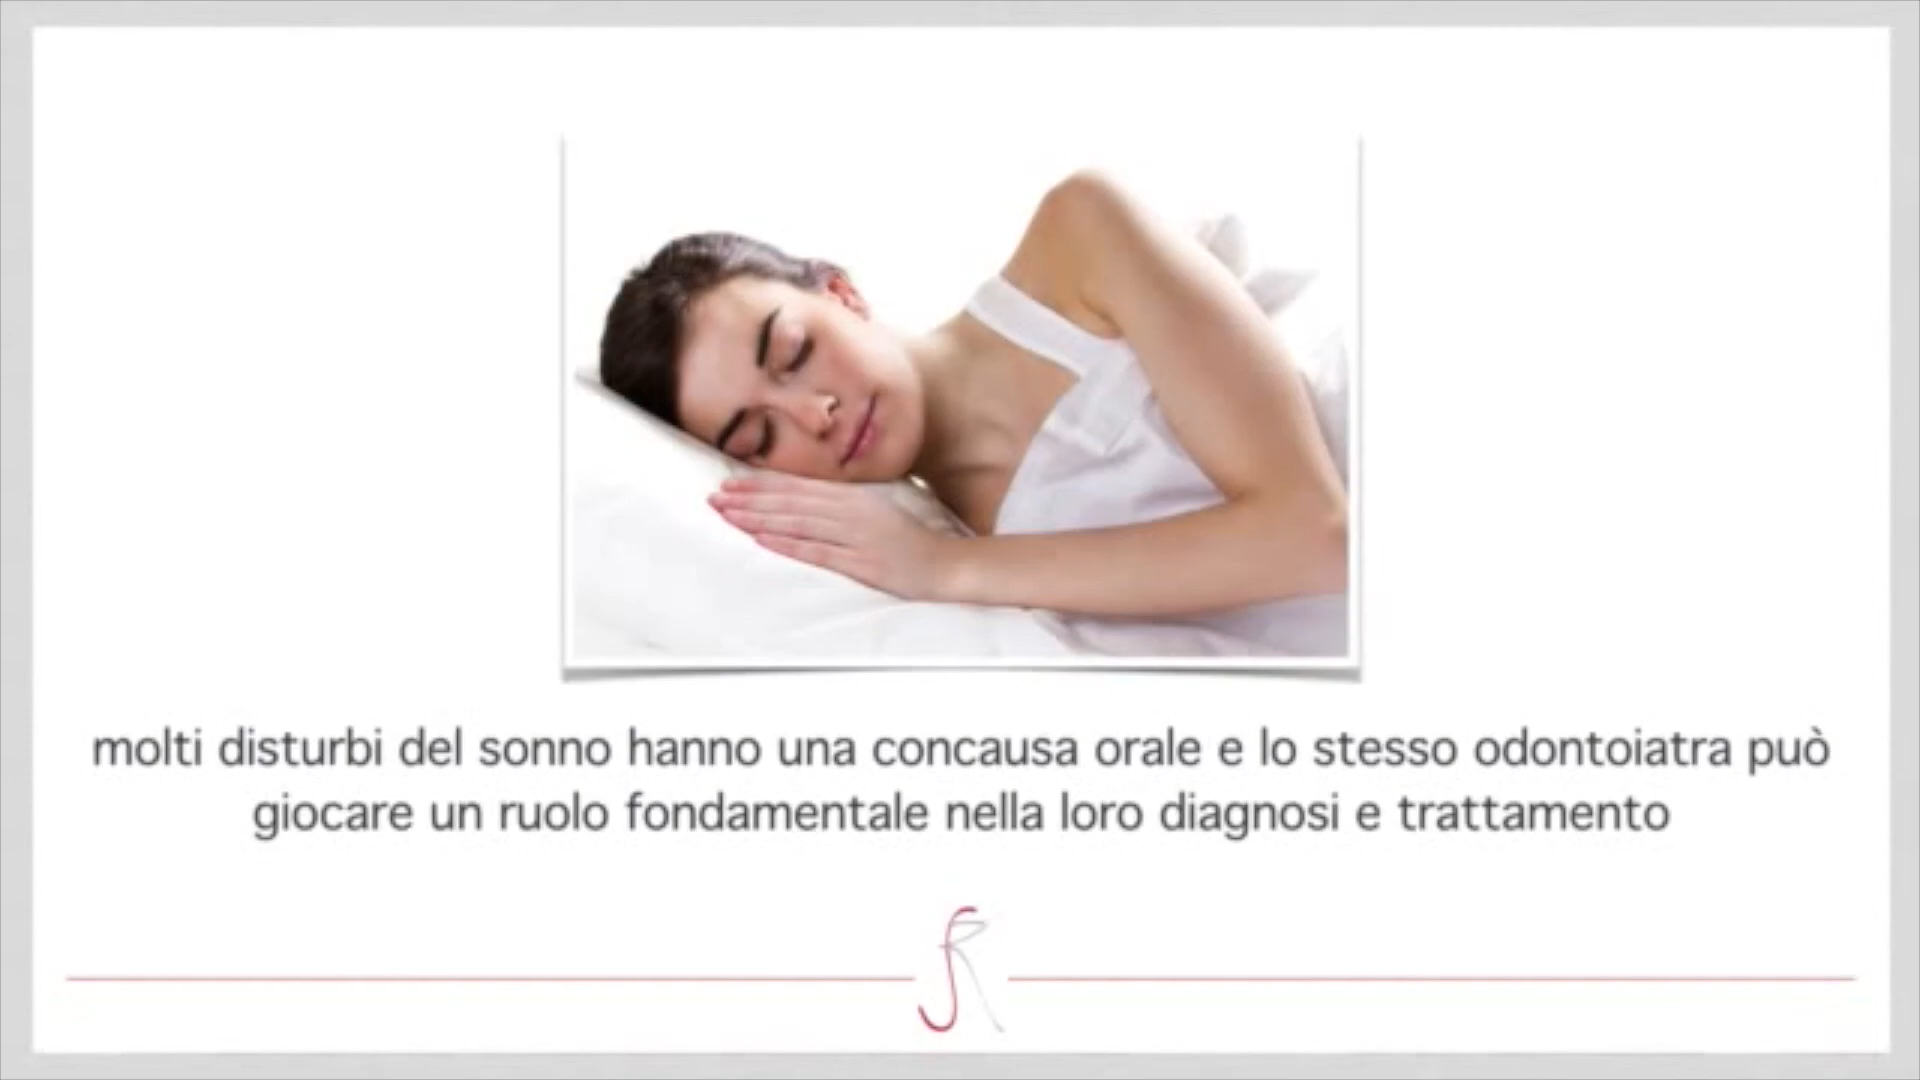 molti disturbi del sonno hanno una concausa orale e lo stesso odontoiatra può
giocare un ruolo fondamentale nella loro diagnosi e trattamento